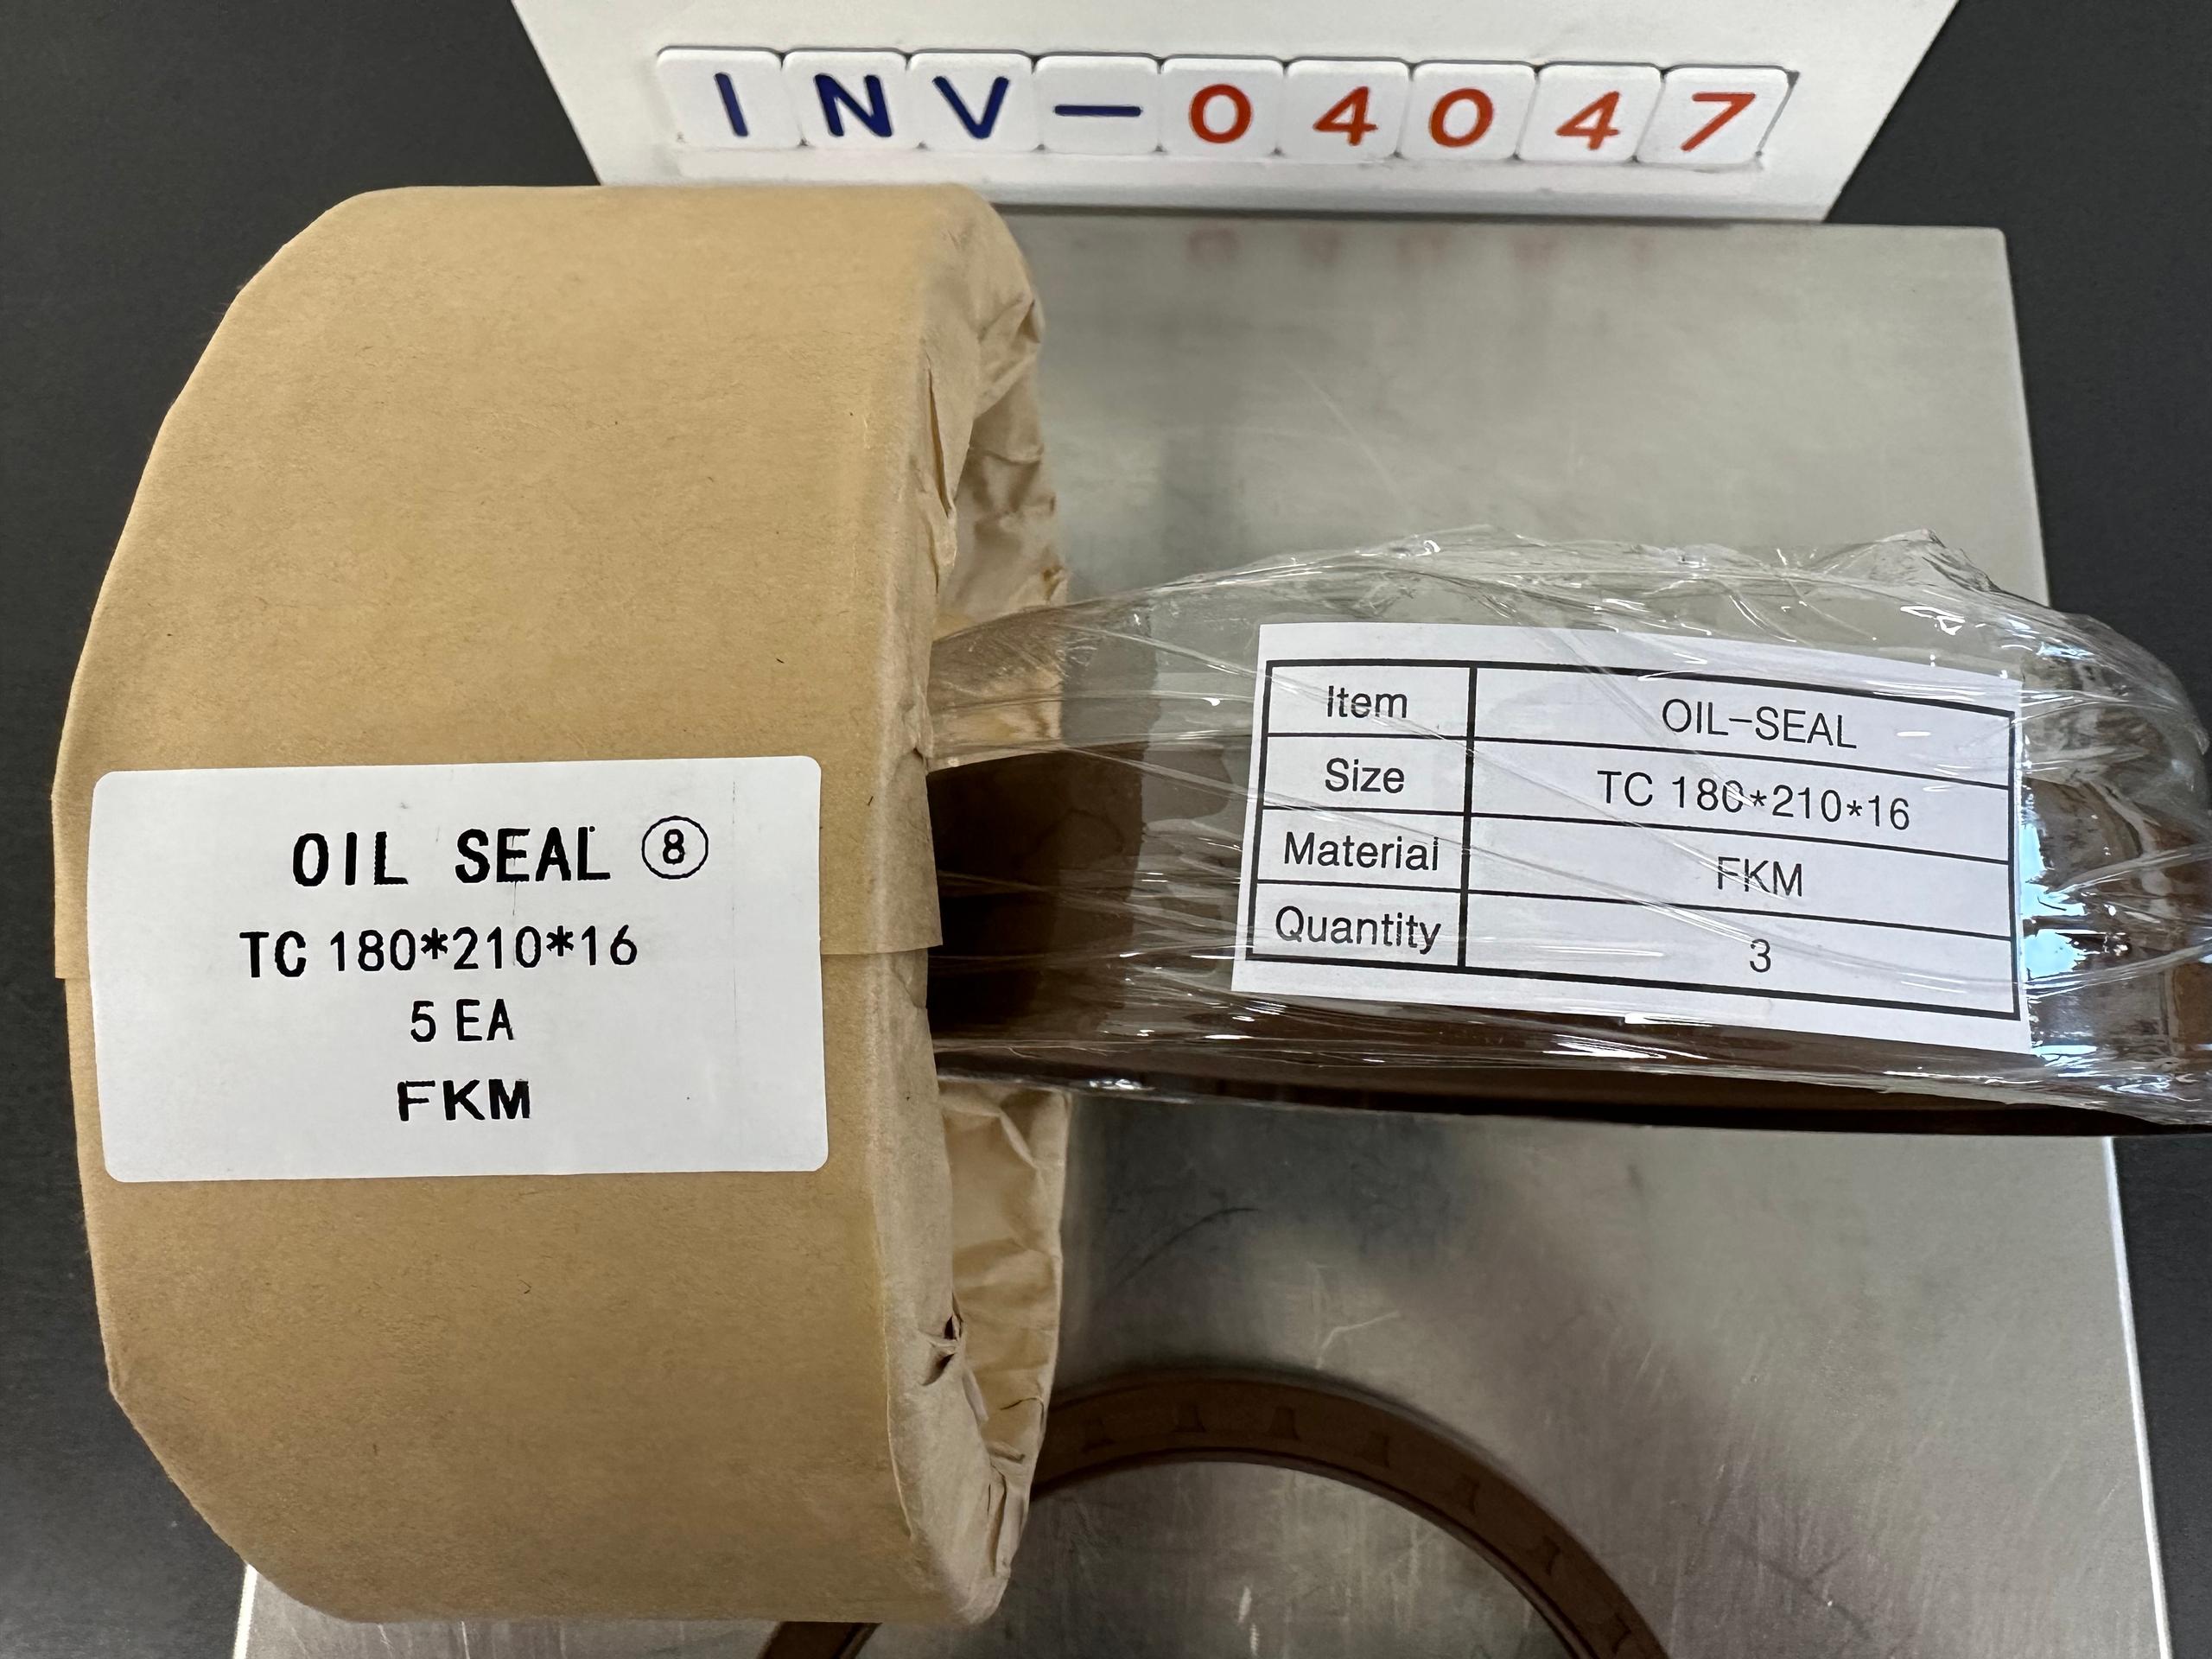 INV-04047
OIL SEAL ⑧
TC 180*210*16
5 EA
FKM
Item OIL-SEAL
Size TC 180*210*16
Material FKM
Quantity 3